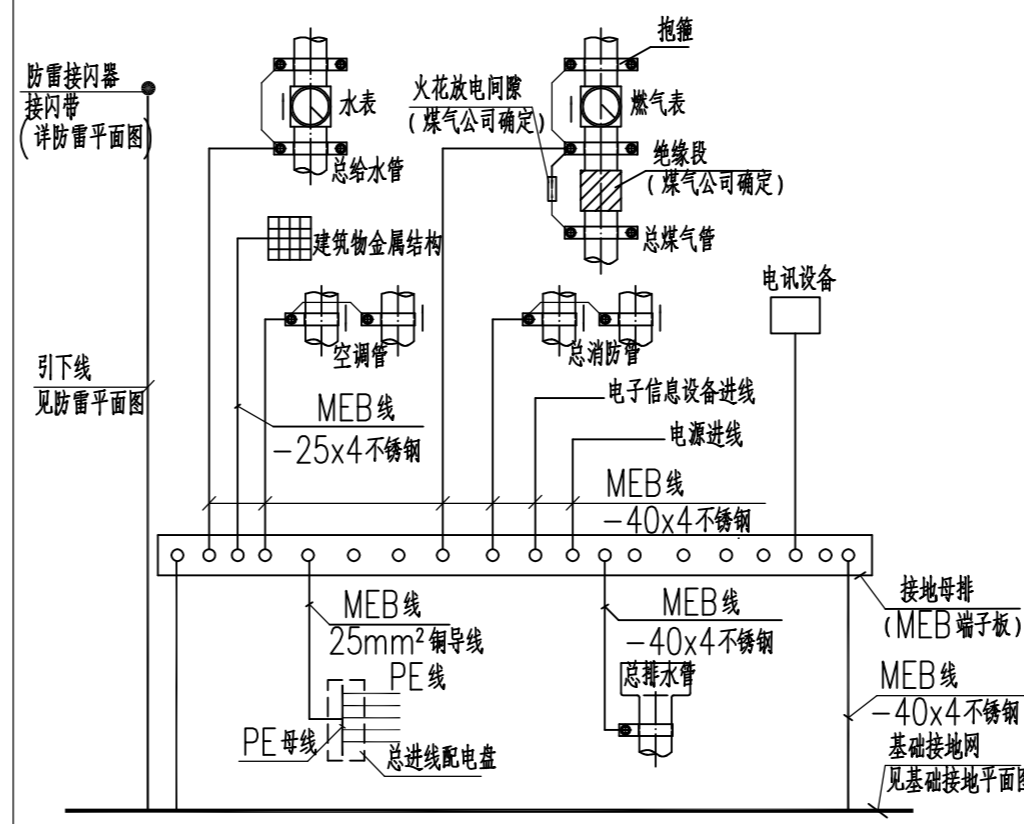 抱箍
防雷接闪器
接闪带
(详防雷平面图)
水表
火花放电间隙
(煤气公司确定)
燃气表
总给水管
绝缘段
(煤气公司确定)
建筑物金属结构
总煤气管
电讯设备
空调管
总消防管
引下线
见防雷平面图
MEB线
-25x4不锈钢
电子信息设备进线
电源进线
MEB线
-40x4不锈钢
接地母排
(MEB端子板)
MEB线
25mm²铜导线
MEB线
-40x4不锈钢
PE线
总排水管
MEB线
-40x4不锈钢
PE母线
总进线配电盘
基础接地网
见基础接地平面图